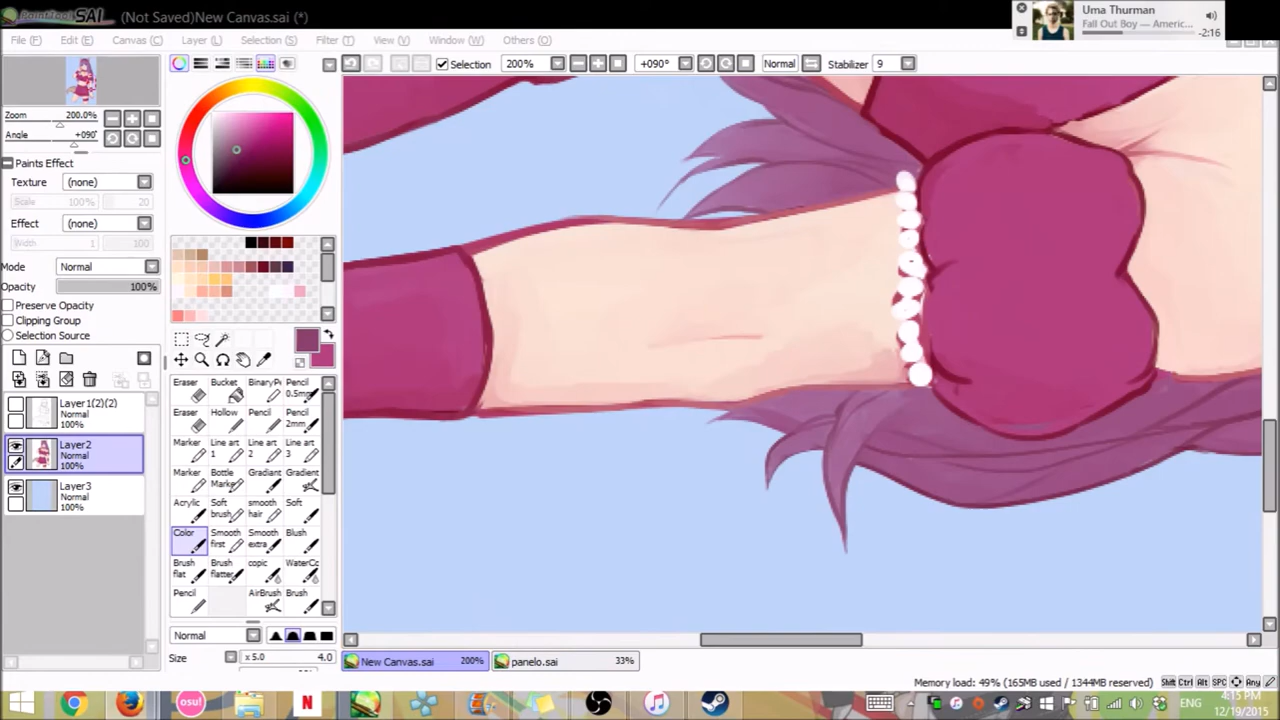 PaintTool SAI (Not Saved)New Canvas.sai (*)
Uma Thurman
Fall Out Boy — Americ...
-2:16
File (F) Edit (E) Canvas (C) Layer (L) Selection (S) Filter (T) View (V) Window (W) Others (O)
Selection 200% +090° Normal Stabilizer 9
Zoom 200.0%
Angle +090°
Paints Effect
Texture (none)
Scale 100% 20
Effect (none)
Width 1 100
Mode Normal
Opacity 100%
Preserve Opacity
Clipping Group
Selection Source
Layer1(2)(2)
Normal
100%
Layer2
Normal
100%
Layer3
Normal
100%
Eraser Bucket BinaryPe Pencil
0.5mm
Eraser Hollow Pencil Pencil
2mm
Marker Line art Line art Line art
1 2 3
Marker Bottle Gradiant Gradient
Marke
Acrylic Soft smooth Soft
brush hair
Color Smooth Smooth Blush
first extra
Brush Brush copic WaterCo
flat flatter
Pencil AirBrush Brush
Normal
Size x 5.0 4.0
New Canvas.sai 200% panelo.sai 33%
Memory load: 49% (165MB used / 1344MB reserved) Shift Ctrl Alt SPC
osu! N ENG 4:15 PM
12/19/2015